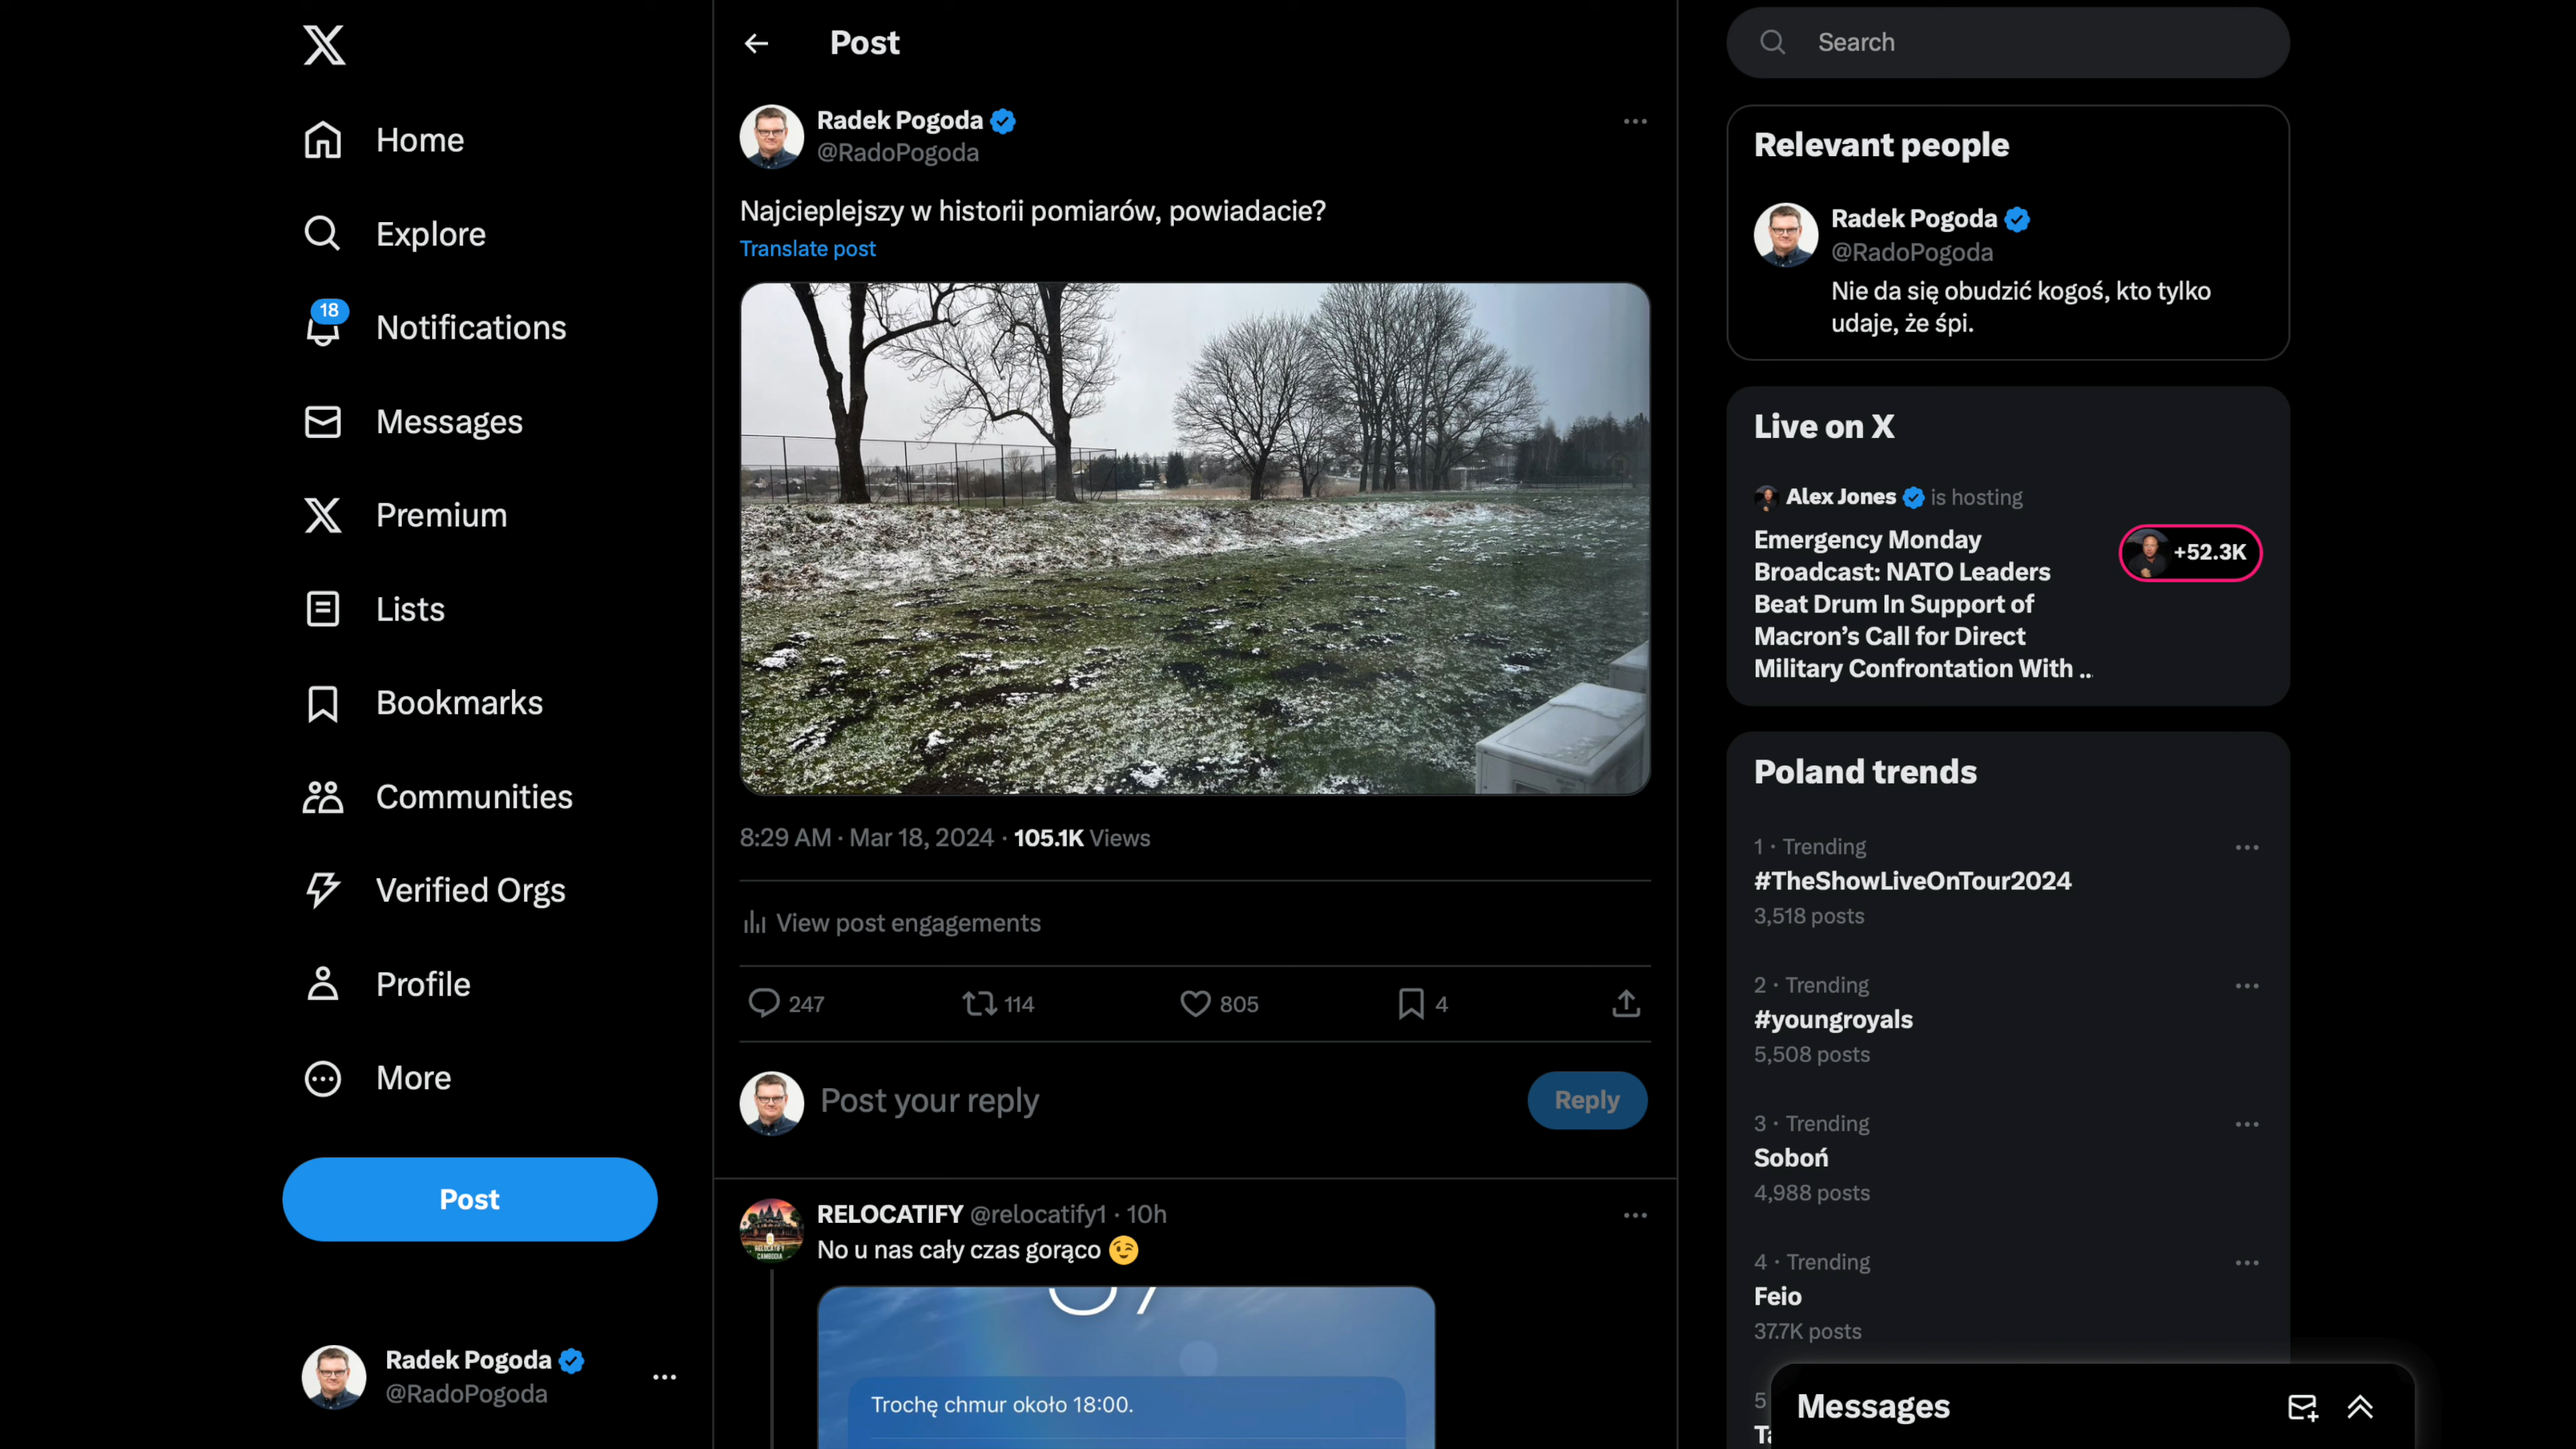 Home
Explore
18
Notifications
Messages
Premium
Lists
Bookmarks
Communities
Verified Orgs
Profile
More
Post
Radek Pogoda
@RadoPogoda
Post
Radek Pogoda
@RadoPogoda
Najcieplejszy w historii pomiarów, powiadacie?
Translate post
8:29 AM · Mar 18, 2024 · 105.1K Views
View post engagements
247 114 805 4
Post your reply
Reply
RELOCATIFY @relocatify1 · 10h
No u nas cały czas gorąco 😉
Trochę chmur około 18:00.
Search
Relevant people
Radek Pogoda
@RadoPogoda
Nie da się obudzić kogoś, kto tylko
udaje, że śpi.
Live on X
Alex Jones is hosting
Emergency Monday
Broadcast: NATO Leaders
Beat Drum In Support of
Macron's Call for Direct
Military Confrontation With ..
+52.3K
Poland trends
1 · Trending
#TheShowLiveOnTour2024
3,518 posts
2 · Trending
#youngroyals
5,508 posts
3 · Trending
Soboń
4,988 posts
4 · Trending
Feio
37.7K posts
5
Messages